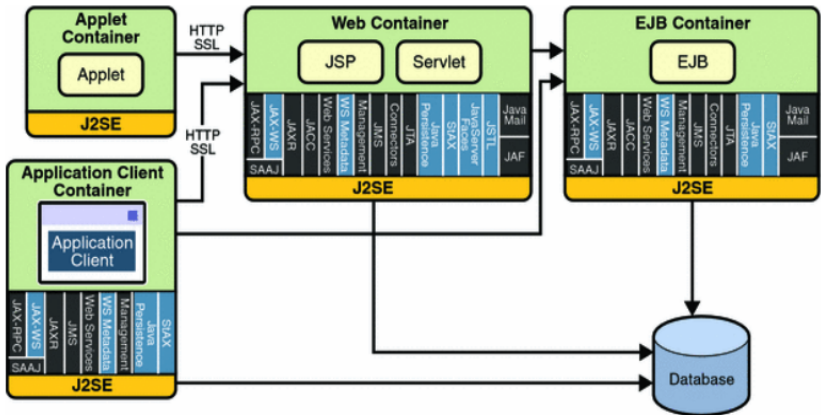 Applet
Container
Applet
J2SE
HTTP
SSL
Web Container
JSP
Servlet
JAX-RPC
JAX-WS
SAAJ
JAXR
JACC
Web Services
WS Metadata
Management
JMS
Connectors
JTA
Java
Persistence
StAX
JavaServer
Faces
JSTL
Java
Mail
JAF
J2SE
EJB Container
EJB
JAX-RPC
JAX-WS
SAAJ
JAXR
JACC
Web Services
WS Metadata
Management
JMS
Connectors
JTA
Java
Persistence
StAX
Java
Mail
JAF
J2SE
HTTP
SSL
Application Client
Container
Application
Client
JAX-RPC
JAX-WS
SAAJ
JAXR
JMS
Web Services
WS Metadata
Management
Java
Persistence
StAX
J2SE
Database